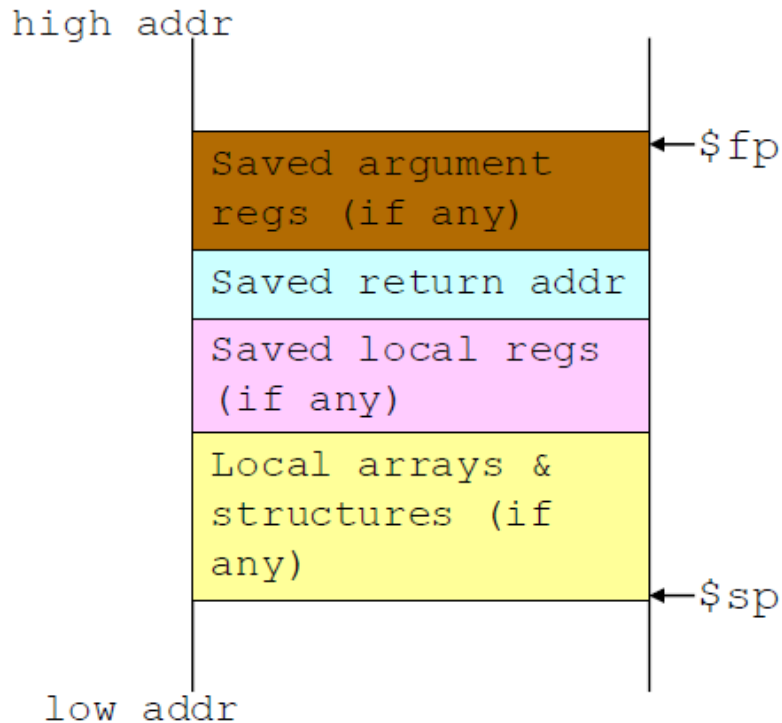 high addr
$fp
Saved argument
regs (if any)
Saved return addr
Saved local regs
(if any)
Local arrays &
structures (if
any)
$sp
low addr